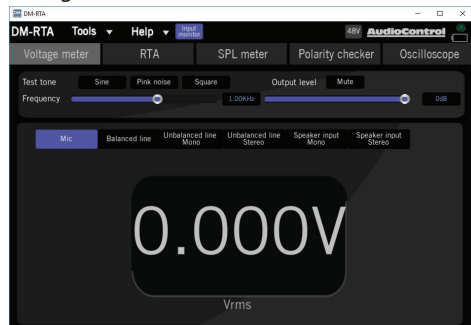 DM-RTA
DM-RTA Tools Help Input monitor 48V AudioControl
Voltage meter RTA SPL meter Polarity checker Oscilloscope
Test tone Sine Pink noise Square Output level Mute
Frequency 1.00KHz 0dB
Mic Balanced line Unbalanced line Mono Unbalanced line Stereo Speaker input Mono Speaker input Stereo
0.000V
Vrms